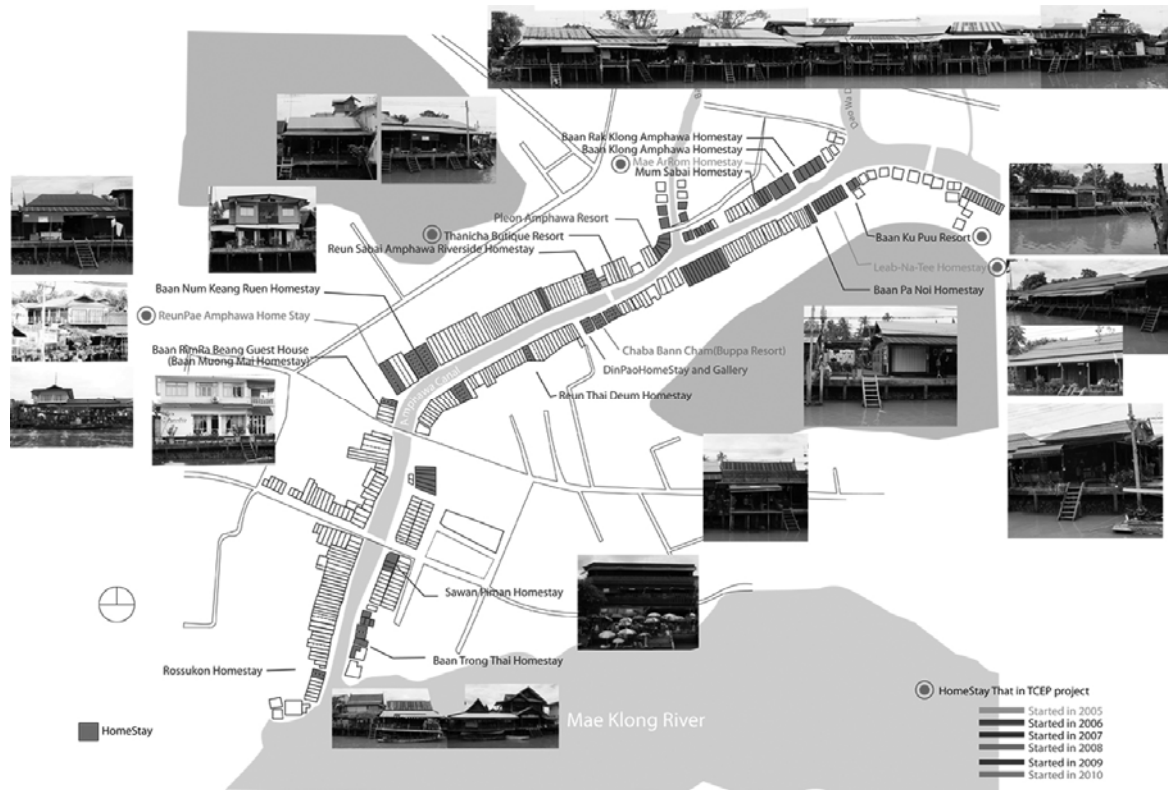 Baan Rak Klong Amphawa Homestay
Baan Klong Amphawa Homestay
Mae ArRom Homestay
Mum Sabai Homestay
Pleon Amphawa Resort
Thanicha Butique Resort
Reun Sabai Amphawa Riverside Homestay
Baan Num Keang Ruen Homestay
ReunPae Amphawa Home Stay
Baan RimRa Beang Guest House
(Baan Muong Mai Homestay)
Amphawa Canal
Baan Ku Puu Resort
Leab-Na-Tee Homestay
Baan Pa Noi Homestay
Chaba Bann Cham(Buppa Resort)
DinPaoHomeStay and Gallery
Reun Thai Deum Homestay
Sawan Piman Homestay
Baan Trong Thai Homestay
Rossukon Homestay
Mae Klong River
HomeStay
HomeStay That in TCEP project
Started in 2005
Started in 2006
Started in 2007
Started in 2008
Started in 2009
Started in 2010